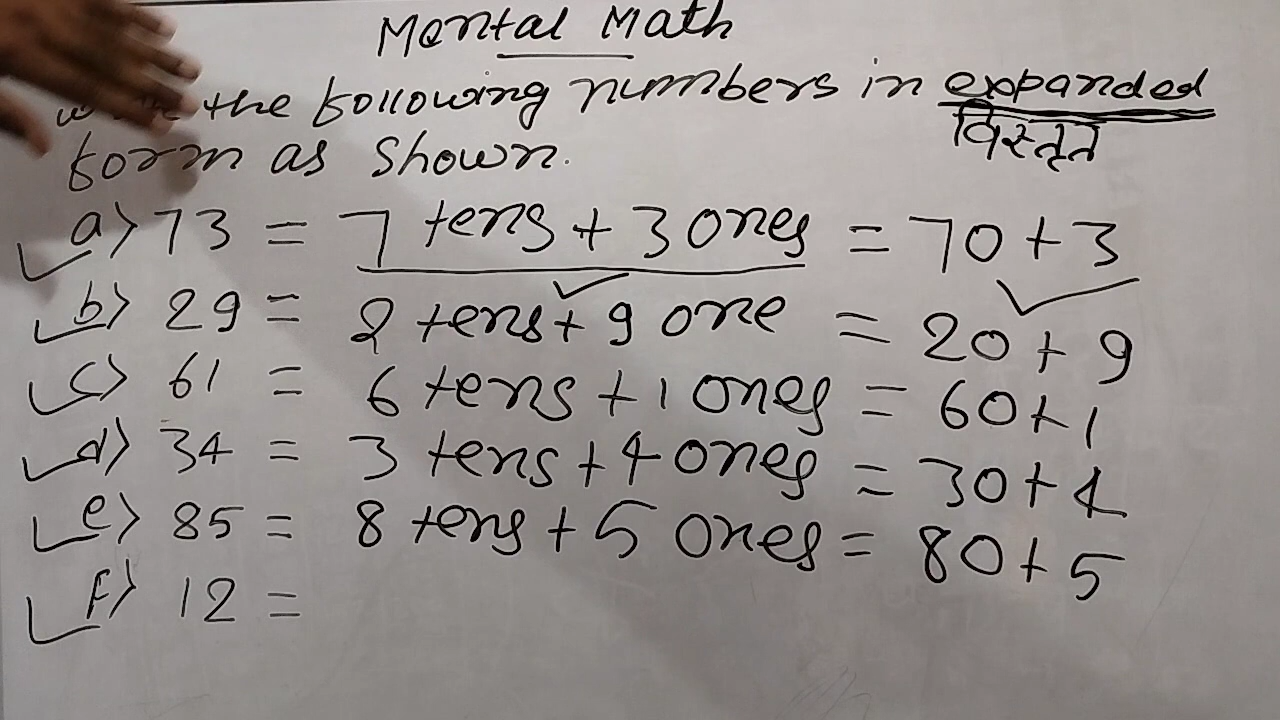 Mental Math
the following numbers in expanded
विस्तृत
form as shown.
a) 73 = 7 tens + 3 ones = 70 + 3
b) 29 = 2 tens + 9 one = 20 + 9
c) 61 = 6 tens + 1 ones = 60 + 1
d) 34 = 3 tens + 4 ones = 30 + 4
e) 85 = 8 tens + 5 ones = 80 + 5
f) 12 =